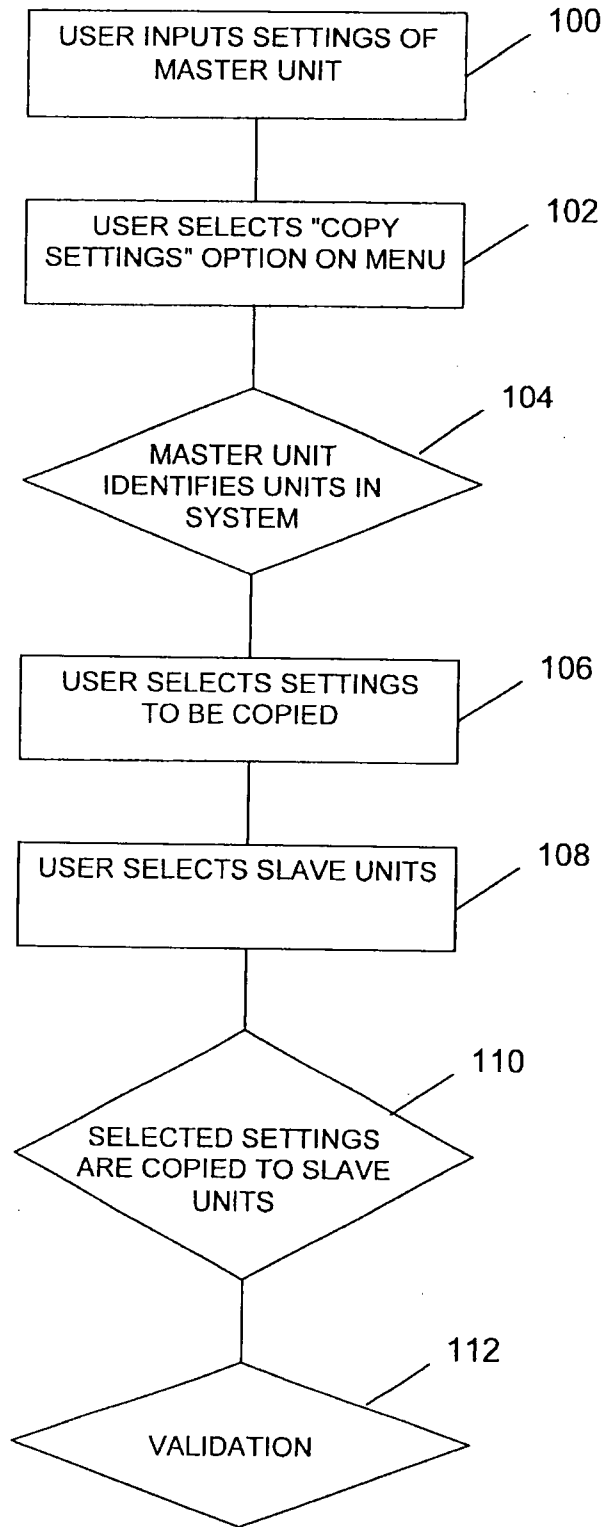 USER INPUTS SETTINGS OF
MASTER UNIT
100
USER SELECTS "COPY
SETTINGS" OPTION ON MENU
102
MASTER UNIT
IDENTIFIES UNITS IN
SYSTEM
104
USER SELECTS SETTINGS
TO BE COPIED
106
USER SELECTS SLAVE UNITS
108
SELECTED SETTINGS
ARE COPIED TO SLAVE
UNITS
110
VALIDATION
112